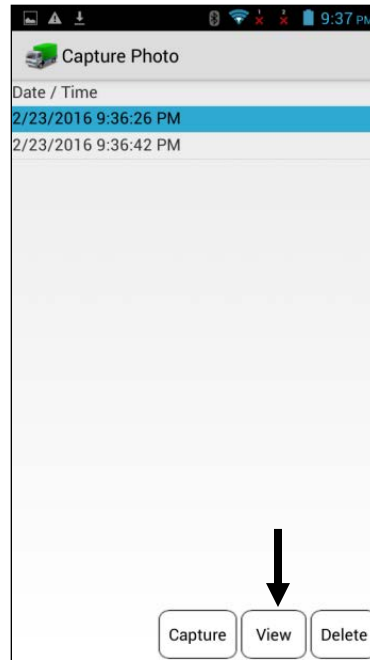 9:37 PM
Capture Photo
Date / Time
2/23/2016 9:36:26 PM
2/23/2016 9:36:42 PM
Capture View Delete